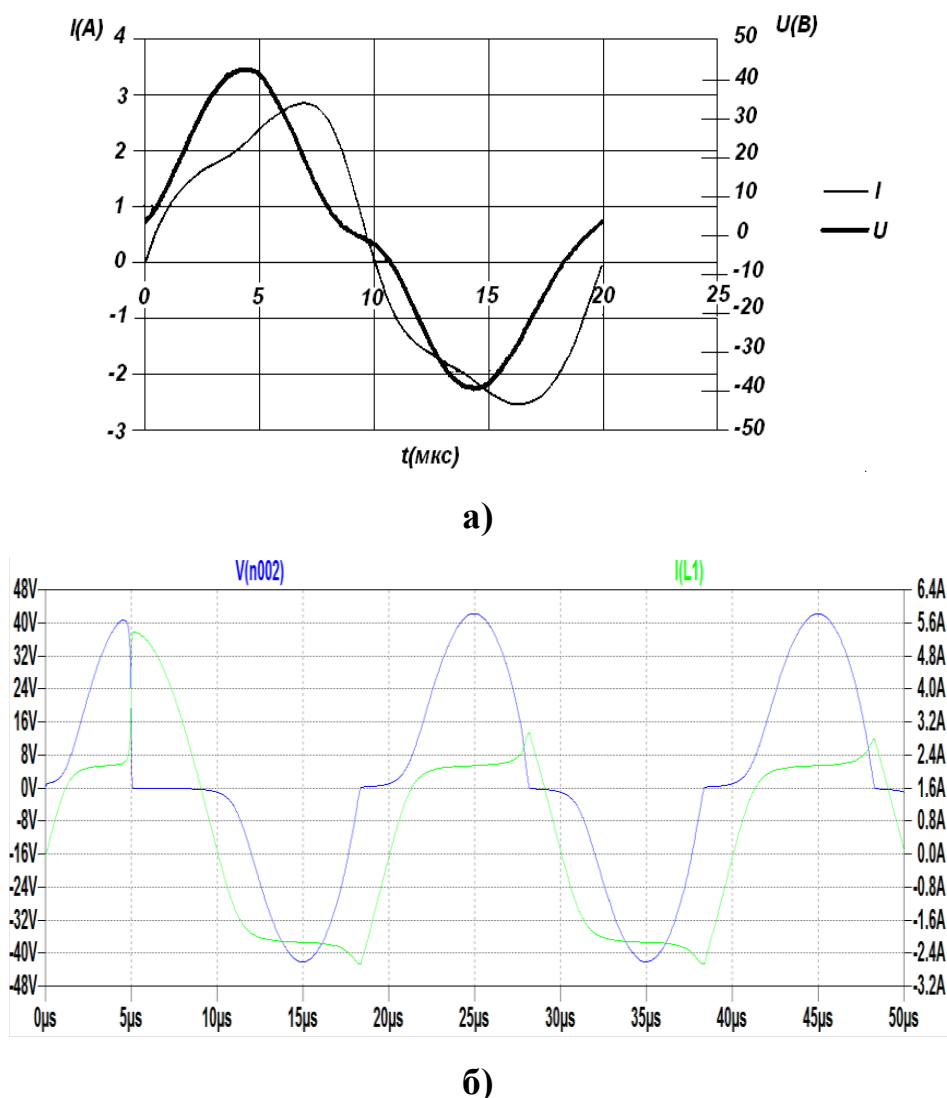 I(A)
U(В)
4
3
2
1
0
-1
-2
-3
50
40
30
20
10
0
-10
-20
-30
-40
-50
0
5
10
15
20
25
I
U
t(мкс)
а)
V(n002)
I(L1)
48V
40V
32V
24V
16V
8V
0V
-8V
-16V
-24V
-32V
-40V
-48V
6.4A
5.6A
4.8A
4.0A
3.2A
2.4A
1.6A
0.8A
0.0A
-0.8A
-1.6A
-2.4A
-3.2A
0µs
5µs
10µs
15µs
20µs
25µs
30µs
35µs
40µs
45µs
50µs
б)